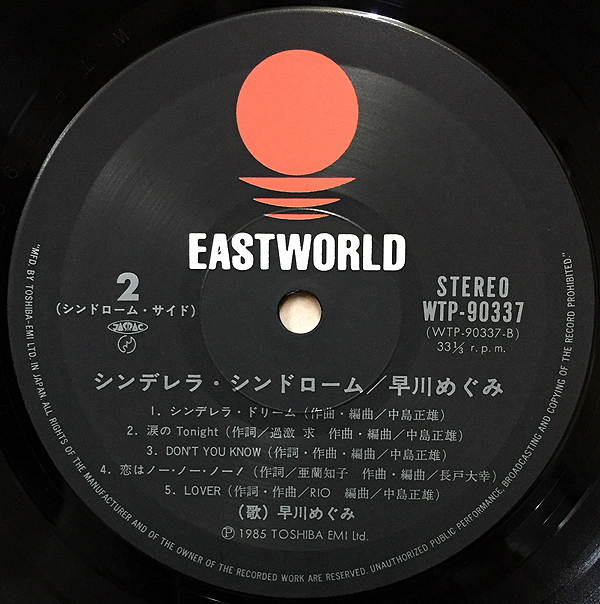 EASTWORLD
2
(シンドローム・サイド)
JASRAC
STEREO
WTP-90337
(WTP-90337-B)
33⅓ r.p.m.
シンデレラ・シンドローム／早川めぐみ
1. シンデレラ・ドリーム (作曲・編曲／中島正雄)
2. 涙のTonight (作詞／過激 求　作曲・編曲／中島正雄)
3. DON'T YOU KNOW (作詞・作曲・編曲／中島正雄)
4. 恋はノー・ノー・ノー! (作詞／亜蘭知子　作曲・編曲／長戸大幸)
5. LOVER (作詞・作曲／RIO　編曲／中島正雄)
(歌) 早川めぐみ
Ⓟ 1985 TOSHIBA EMI Ltd.
"MFD. BY TOSHIBA-EMI LTD. IN JAPAN. ALL RIGHTS OF THE MANUFACTURER AND OF THE OWNER OF THE RECORDED WORK ARE RESERVED. UNAUTHORIZED PUBLIC PERFORMANCE, BROADCASTING AND COPYING OF THE RECORD PROHIBITED"